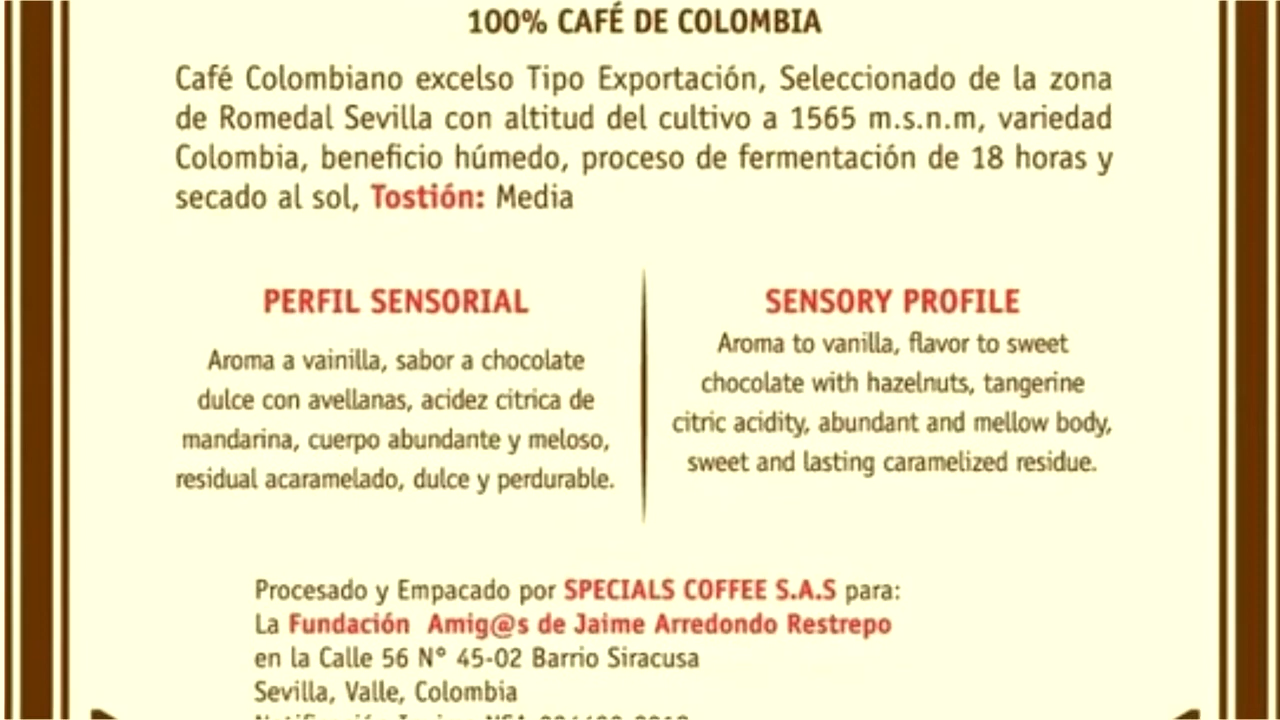 100% CAFÉ DE COLOMBIA
Café Colombiano excelso Tipo Exportación, Seleccionado de la zona
de Romedal Sevilla con altitud del cultivo a 1565 m.s.n.m, variedad
Colombia, beneficio húmedo, proceso de fermentación de 18 horas y
secado al sol, Tostión: Media
PERFIL SENSORIAL
Aroma a vainilla, sabor a chocolate
dulce con avellanas, acidez citrica de
mandarina, cuerpo abundante y meloso,
residual acaramelado, dulce y perdurable.
SENSORY PROFILE
Aroma to vanilla, flavor to sweet
chocolate with hazelnuts, tangerine
citric acidity, abundant and mellow body,
sweet and lasting caramelized residue.
Procesado y Empacado por SPECIALS COFFEE S.A.S para:
La Fundación Amig@s de Jaime Arredondo Restrepo
en la Calle 56 N° 45-02 Barrio Siracusa
Sevilla, Valle, Colombia